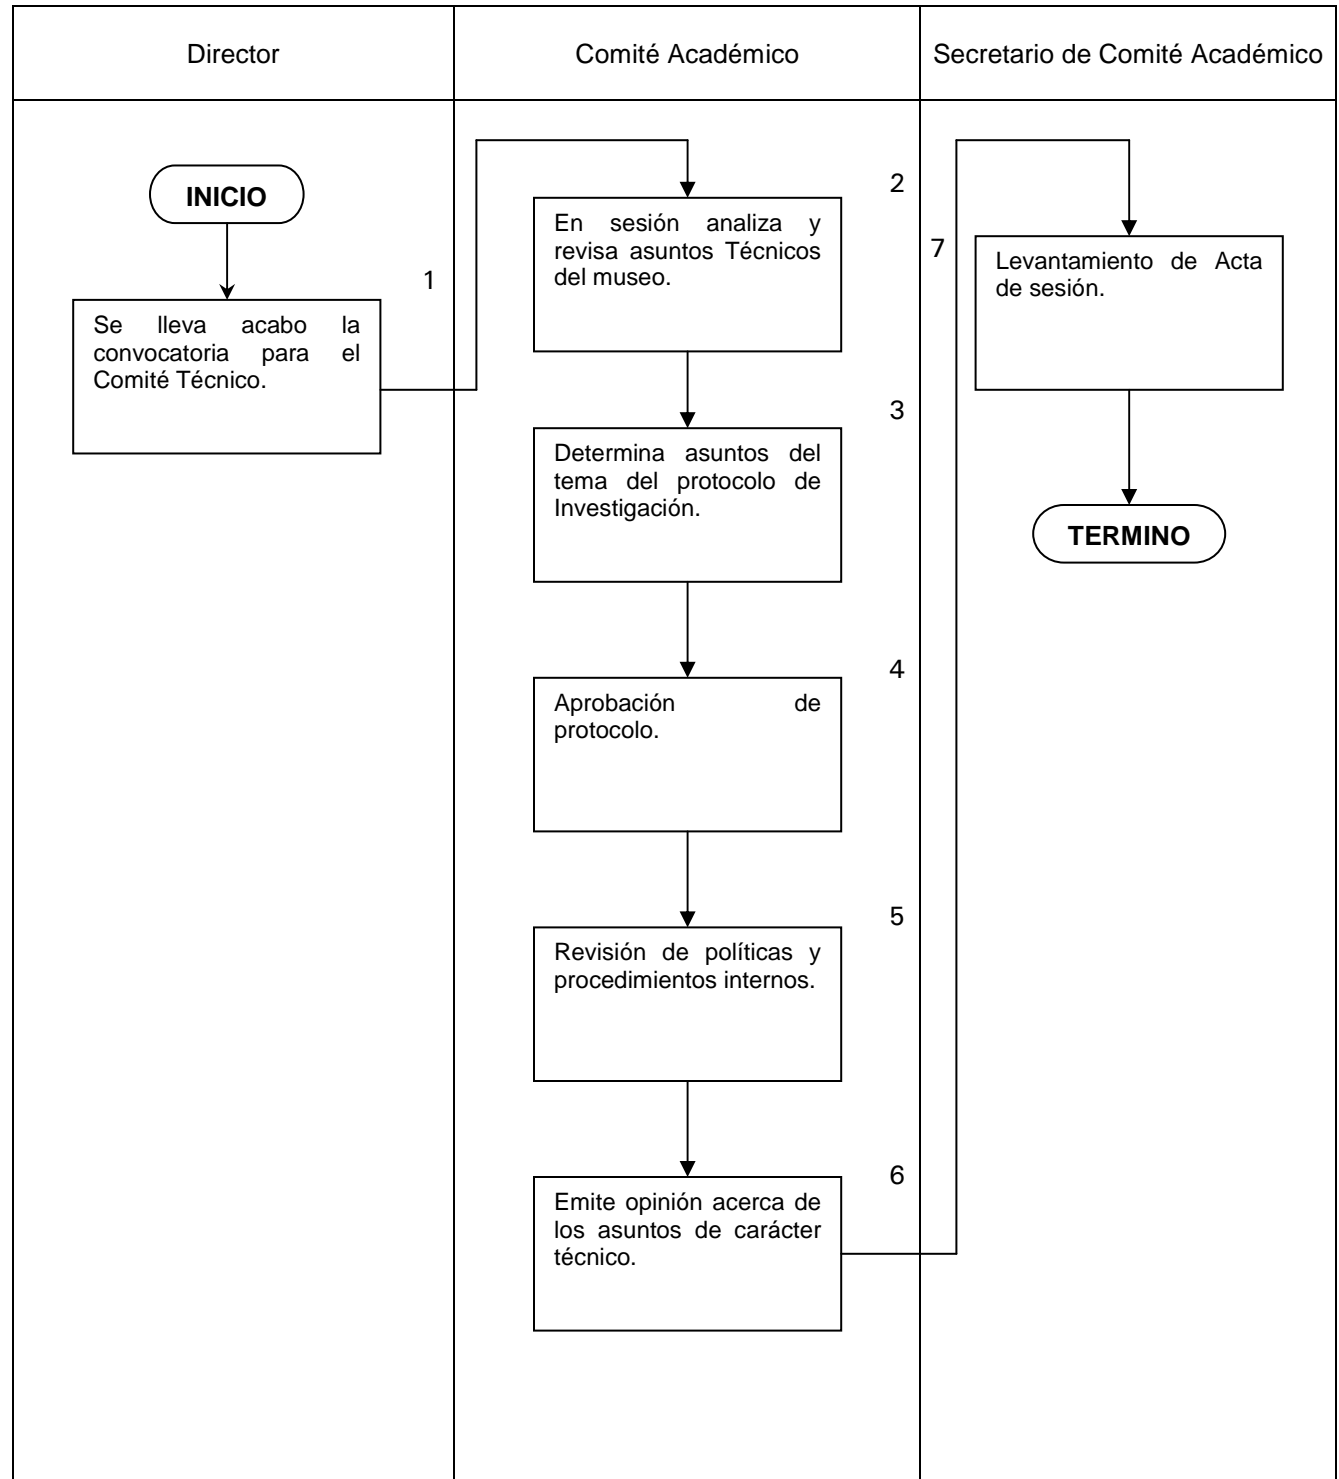 Director
Comité Académico
Secretario de Comité Académico
INICIO
1
Se lleva acabo la
convocatoria para el
Comité Técnico.
2
En sesión analiza y
revisa asuntos Técnicos
del museo.
3
Determina asuntos del
tema del protocolo de
Investigación.
4
Aprobación de
protocolo.
5
Revisión de políticas y
procedimientos internos.
6
Emite opinión acerca de
los asuntos de carácter
técnico.
7
Levantamiento de Acta
de sesión.
TERMINO